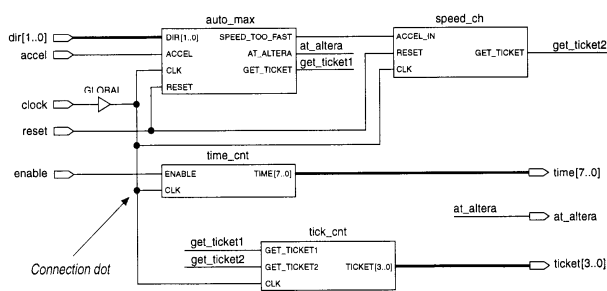 auto_max
speed_ch
dir[1..0]
DIR[1..0] SPEED_TOO_FAST
ACCEL_IN
accel
ACCEL AT_ALTERA
at_altera
RESET GET_TICKET
get_ticket2
CLK GET_TICKET
get_ticket1
CLK
GLOBAL
RESET
clock
reset
time_cnt
enable
ENABLE TIME[7..0]
time[7..0]
CLK
at_altera
at_altera
tick_cnt
Connection dot
get_ticket1
GET_TICKET1
get_ticket2
GET_TICKET2 TICKET[3..0]
ticket[3..0]
CLK